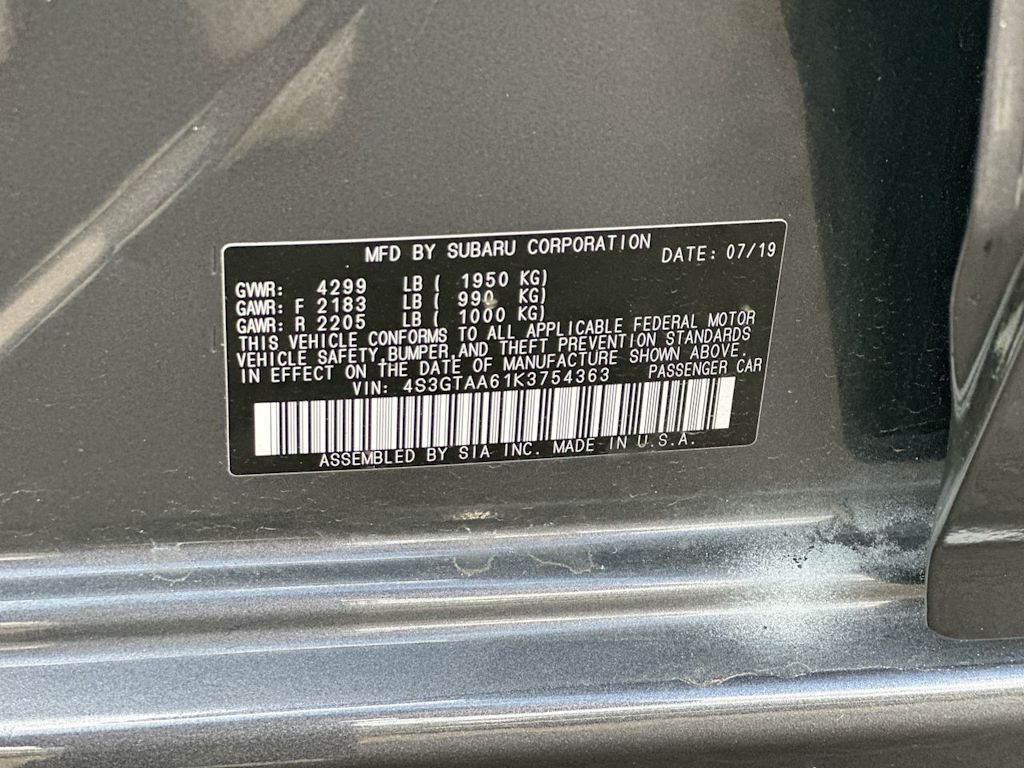 MFD BY SUBARU CORPORATION DATE: 07/19
GVWR: 4299 LB ( 1950 KG)
GAWR: F 2183 LB ( 990 KG)
GAWR: R 2205 LB ( 1000 KG)
THIS VEHICLE CONFORMS TO ALL APPLICABLE FEDERAL MOTOR
VEHICLE SAFETY, BUMPER, AND THEFT PREVENTION STANDARDS
IN EFFECT ON THE DATE OF MANUFACTURE SHOWN ABOVE.
VIN: 4S3GTAA61K3754363 PASSENGER CAR
ASSEMBLED BY SIA INC. MADE IN U.S.A.